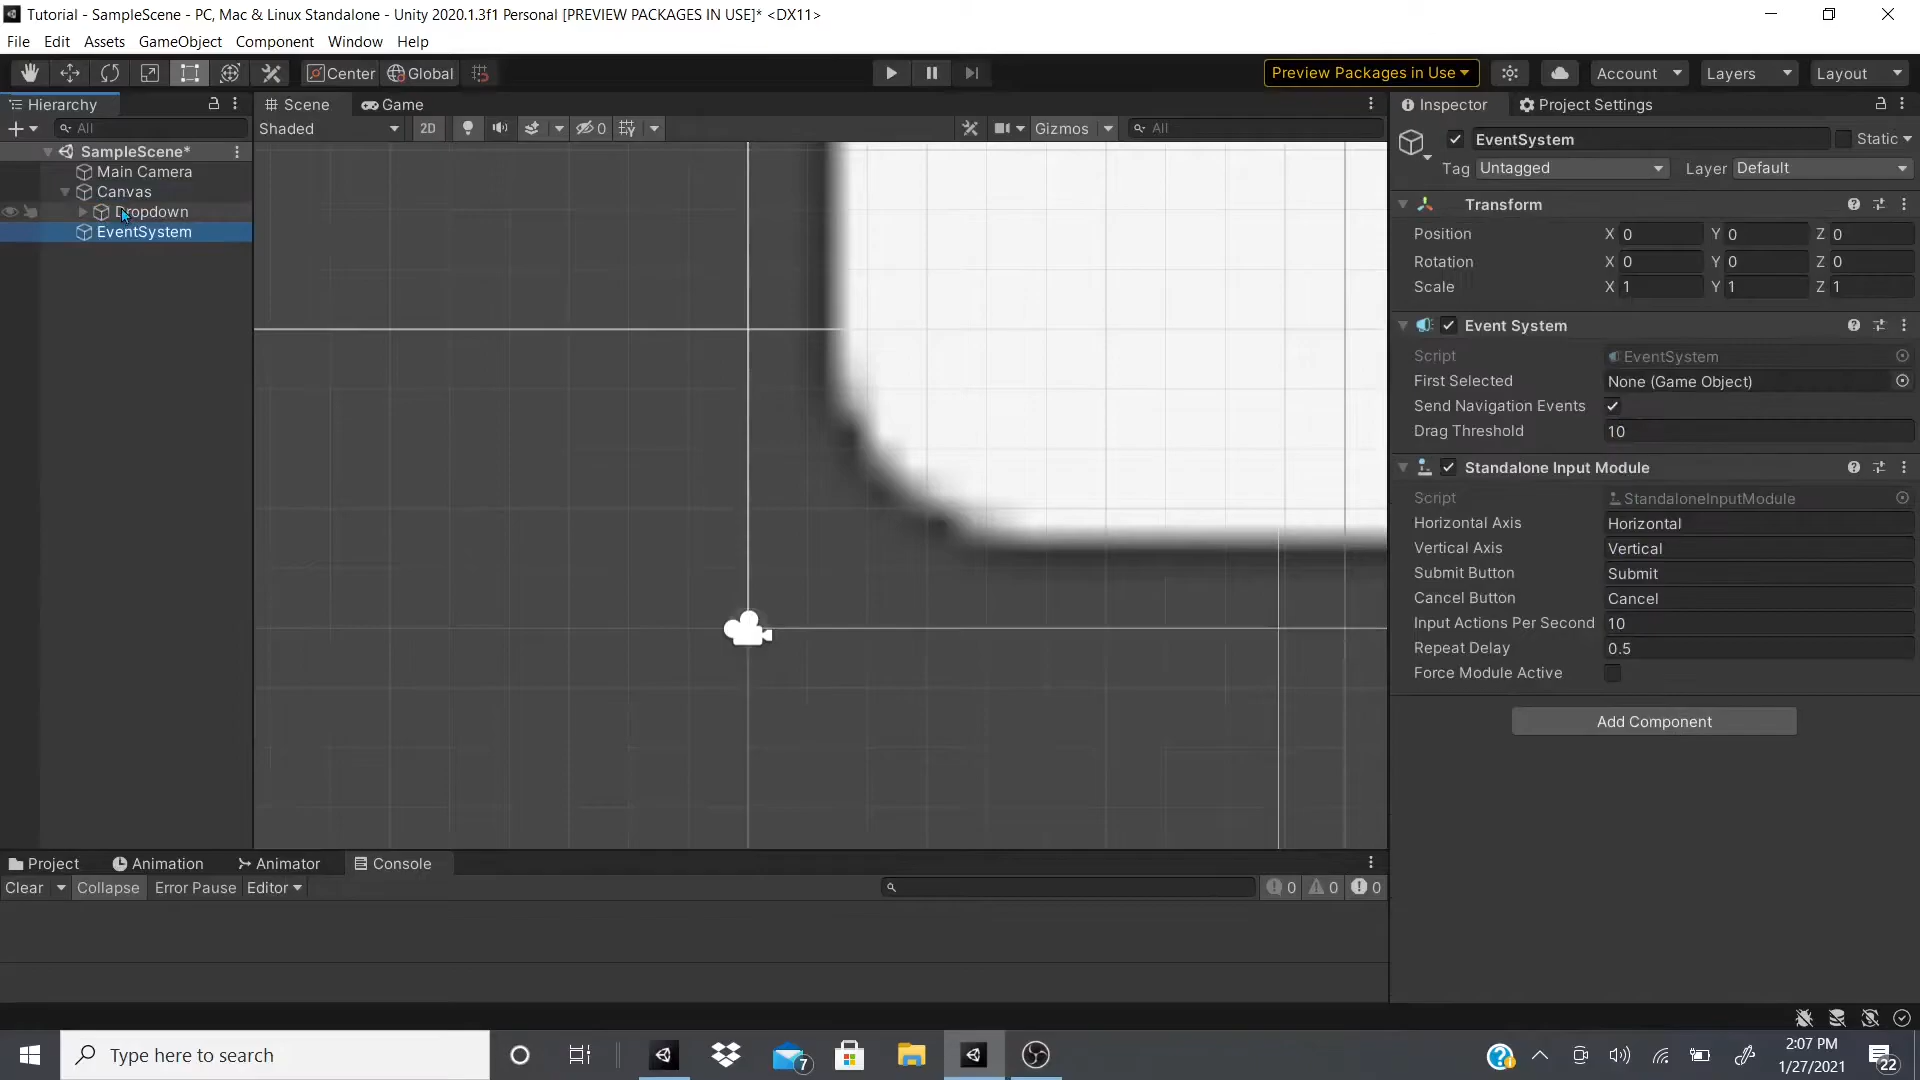 Tutorial - SampleScene - PC, Mac & Linux Standalone - Unity 2020.1.3f1 Personal [PREVIEW PACKAGES IN USE]* <DX11>
File Edit Assets GameObject Component Window Help
Center Global Preview Packages in Use Account Layers Layout
Hierarchy Scene Game Inspector Project Settings
All Shaded 2D 0 Gizmos All
SampleScene*
Main Camera
Canvas
Dropdown
EventSystem
EventSystem Static
Tag Untagged Layer Default
Transform
Position X 0 Y 0 Z 0
Rotation X 0 Y 0 Z 0
Scale X 1 Y 1 Z 1
Event System
Script EventSystem
First Selected None (Game Object)
Send Navigation Events
Drag Threshold 10
Standalone Input Module
Script StandaloneInputModule
Horizontal Axis Horizontal
Vertical Axis Vertical
Submit Button Submit
Cancel Button Cancel
Input Actions Per Second 10
Repeat Delay 0.5
Force Module Active
Add Component
Project Animation Animator Console
Clear Collapse Error Pause Editor 0 0 0
Type here to search
7
2:07 PM
1/27/2021
22